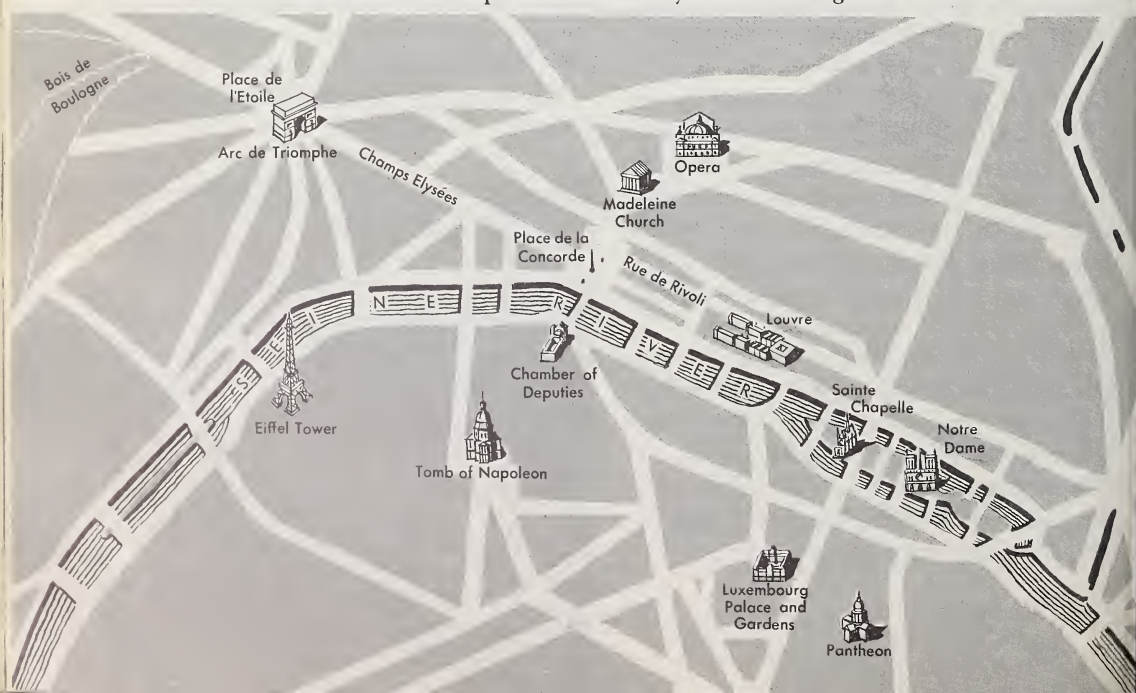 Bois de
Boulogne
Place de
l'Etoile
Arc de Triomphe
Champs Elysées
Opera
Madeleine
Church
Place de la
Concorde
Rue de Rivoli
Louvre
SEINE RIVER
Chamber of
Deputies
Eiffel Tower
Tomb of Napoleon
Sainte
Chapelle
Notre
Dame
Luxembourg
Palace and
Gardens
Pantheon